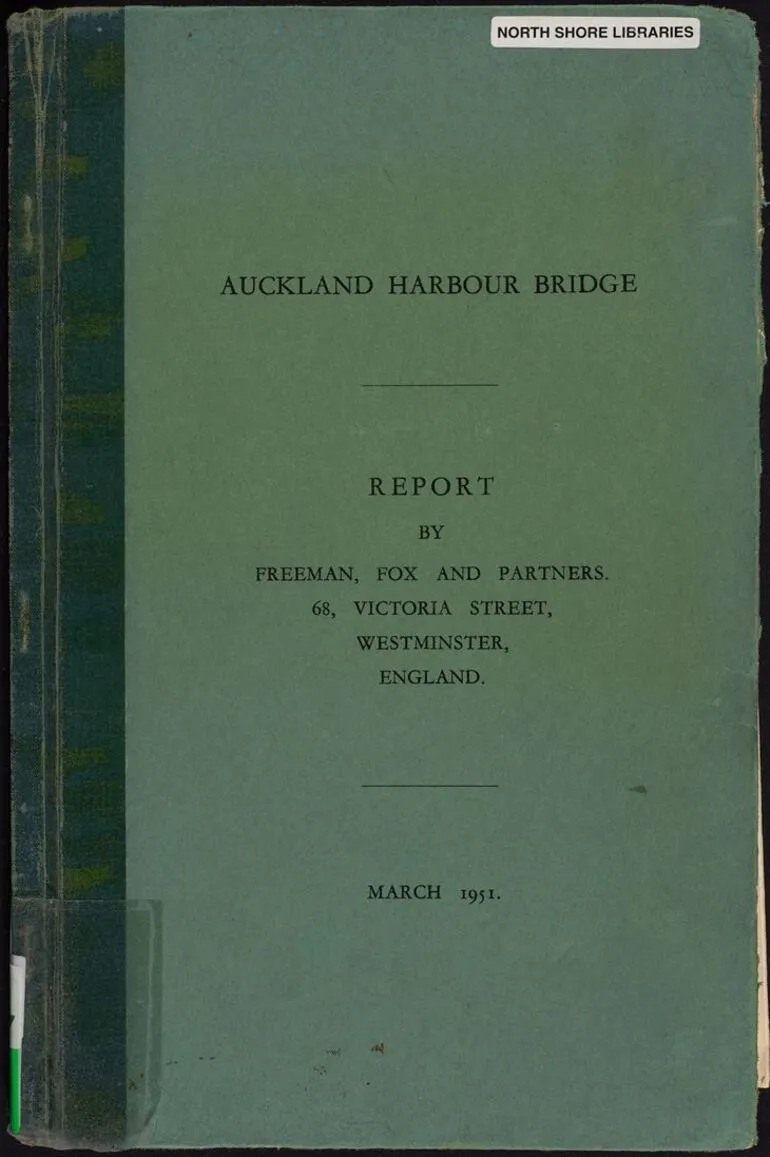 NORTH SHORE LIBRARIES
AUCKLAND HARBOUR BRIDGE
REPORT
BY
FREEMAN, FOX AND PARTNERS.
68, VICTORIA STREET,
WESTMINSTER,
ENGLAND.
MARCH 1951.